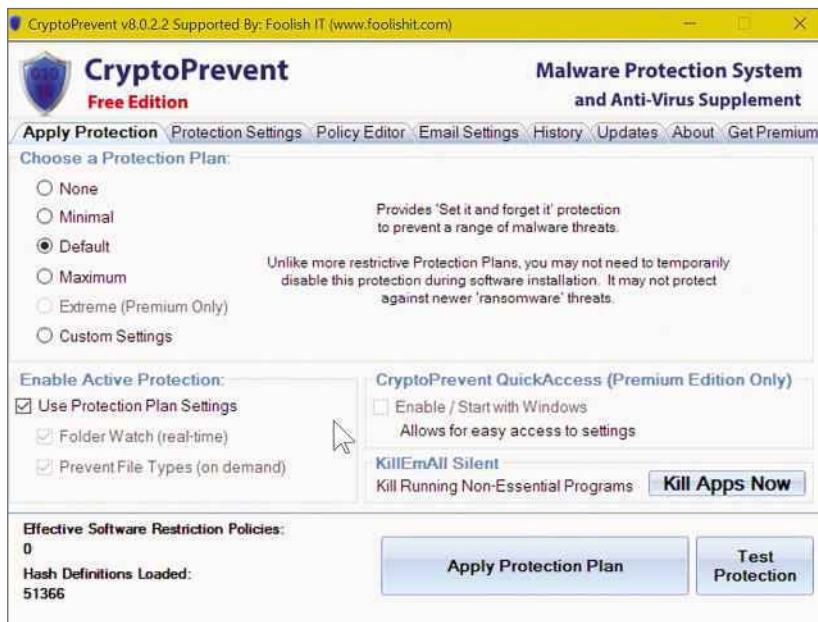 CryptoPrevent v8.0.2.2 Supported By: Foolish IT (www.foolishit.com)
CryptoPrevent
Free Edition
Malware Protection System
and Anti-Virus Supplement
Apply Protection Protection Settings Policy Editor Email Settings History Updates About Get Premium
Choose a Protection Plan:
None
Minimal
Default
Maximum
Extreme (Premium Only)
Custom Settings
Provides 'Set it and forget it' protection
to prevent a range of malware threats.
Unlike more restrictive Protection Plans, you may not need to temporarily
disable this protection during software installation. It may not protect
against newer 'ransomware' threats.
Enable Active Protection:
Use Protection Plan Settings
Folder Watch (real-time)
Prevent File Types (on demand)
CryptoPrevent QuickAccess (Premium Edition Only)
Enable / Start with Windows
Allows for easy access to settings
KillEmAll Silent
Kill Running Non-Essential Programs Kill Apps Now
Effective Software Restriction Policies:
0
Hash Definitions Loaded:
51366
Apply Protection Plan
Test
Protection